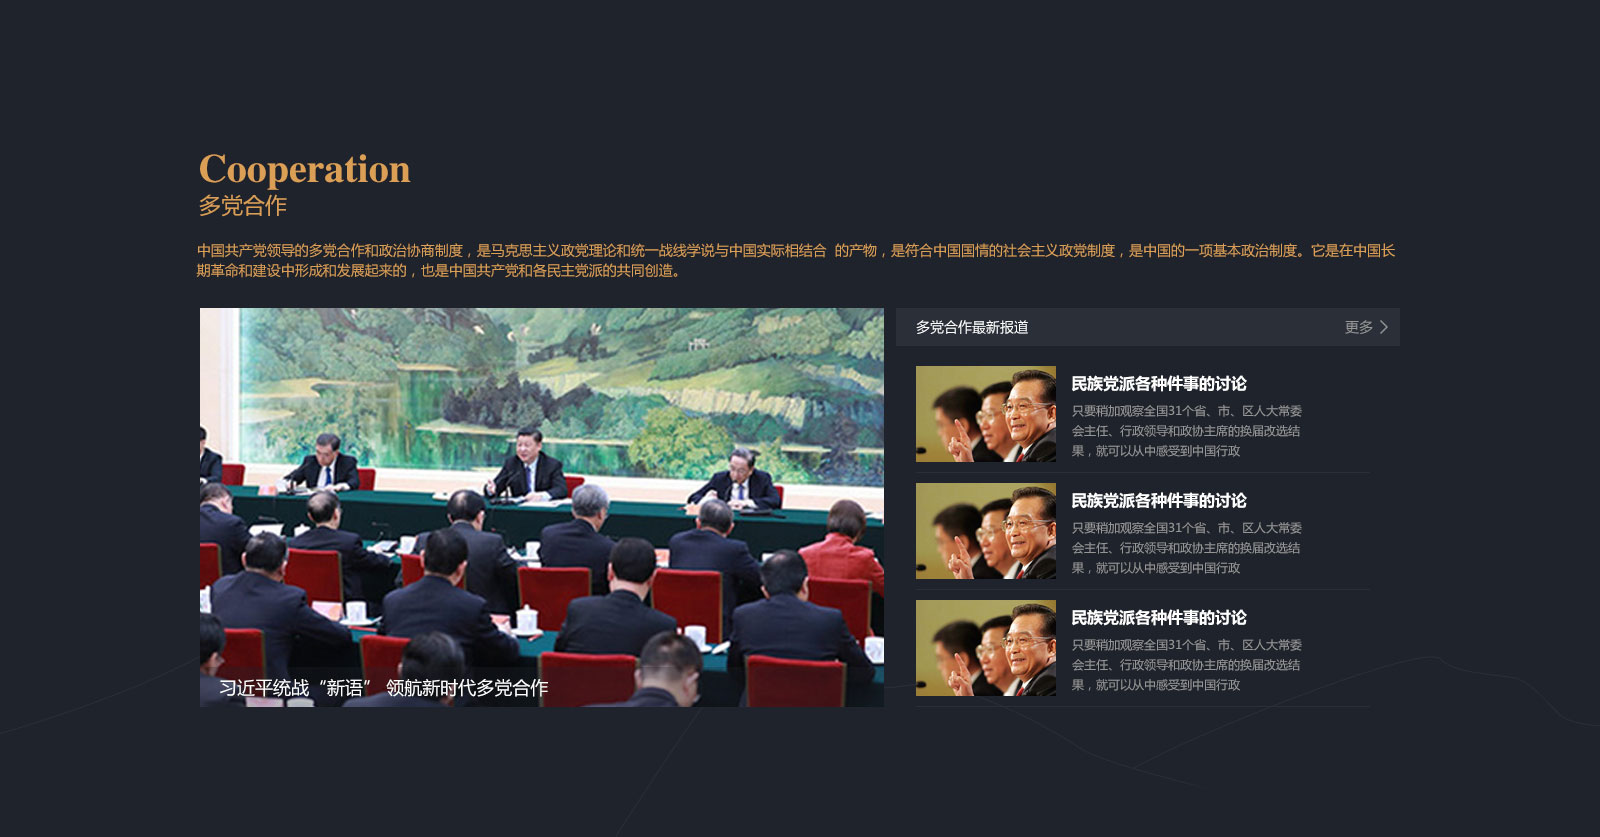 Cooperation
多党合作
中国共产党领导的多党合作和政治协商制度，是马克思主义政党理论和统一战线学说与中国实际相结合 的产物，是符合中国国情的社会主义政党制度，是中国的一项基本政治制度。它是在中国长
期革命和建设中形成和发展起来的，也是中国共产党和各民主党派的共同创造。
多党合作最新报道
更多
民族党派各种件事的讨论
只要稍加观察全国31个省、市、区人大常委
会主任、行政领导和政协主席的换届改选结
果，就可以从中感受到中国行政
民族党派各种件事的讨论
只要稍加观察全国31个省、市、区人大常委
会主任、行政领导和政协主席的换届改选结
果，就可以从中感受到中国行政
民族党派各种件事的讨论
只要稍加观察全国31个省、市、区人大常委
会主任、行政领导和政协主席的换届改选结
果，就可以从中感受到中国行政
习近平统战“新语” 领航新时代多党合作